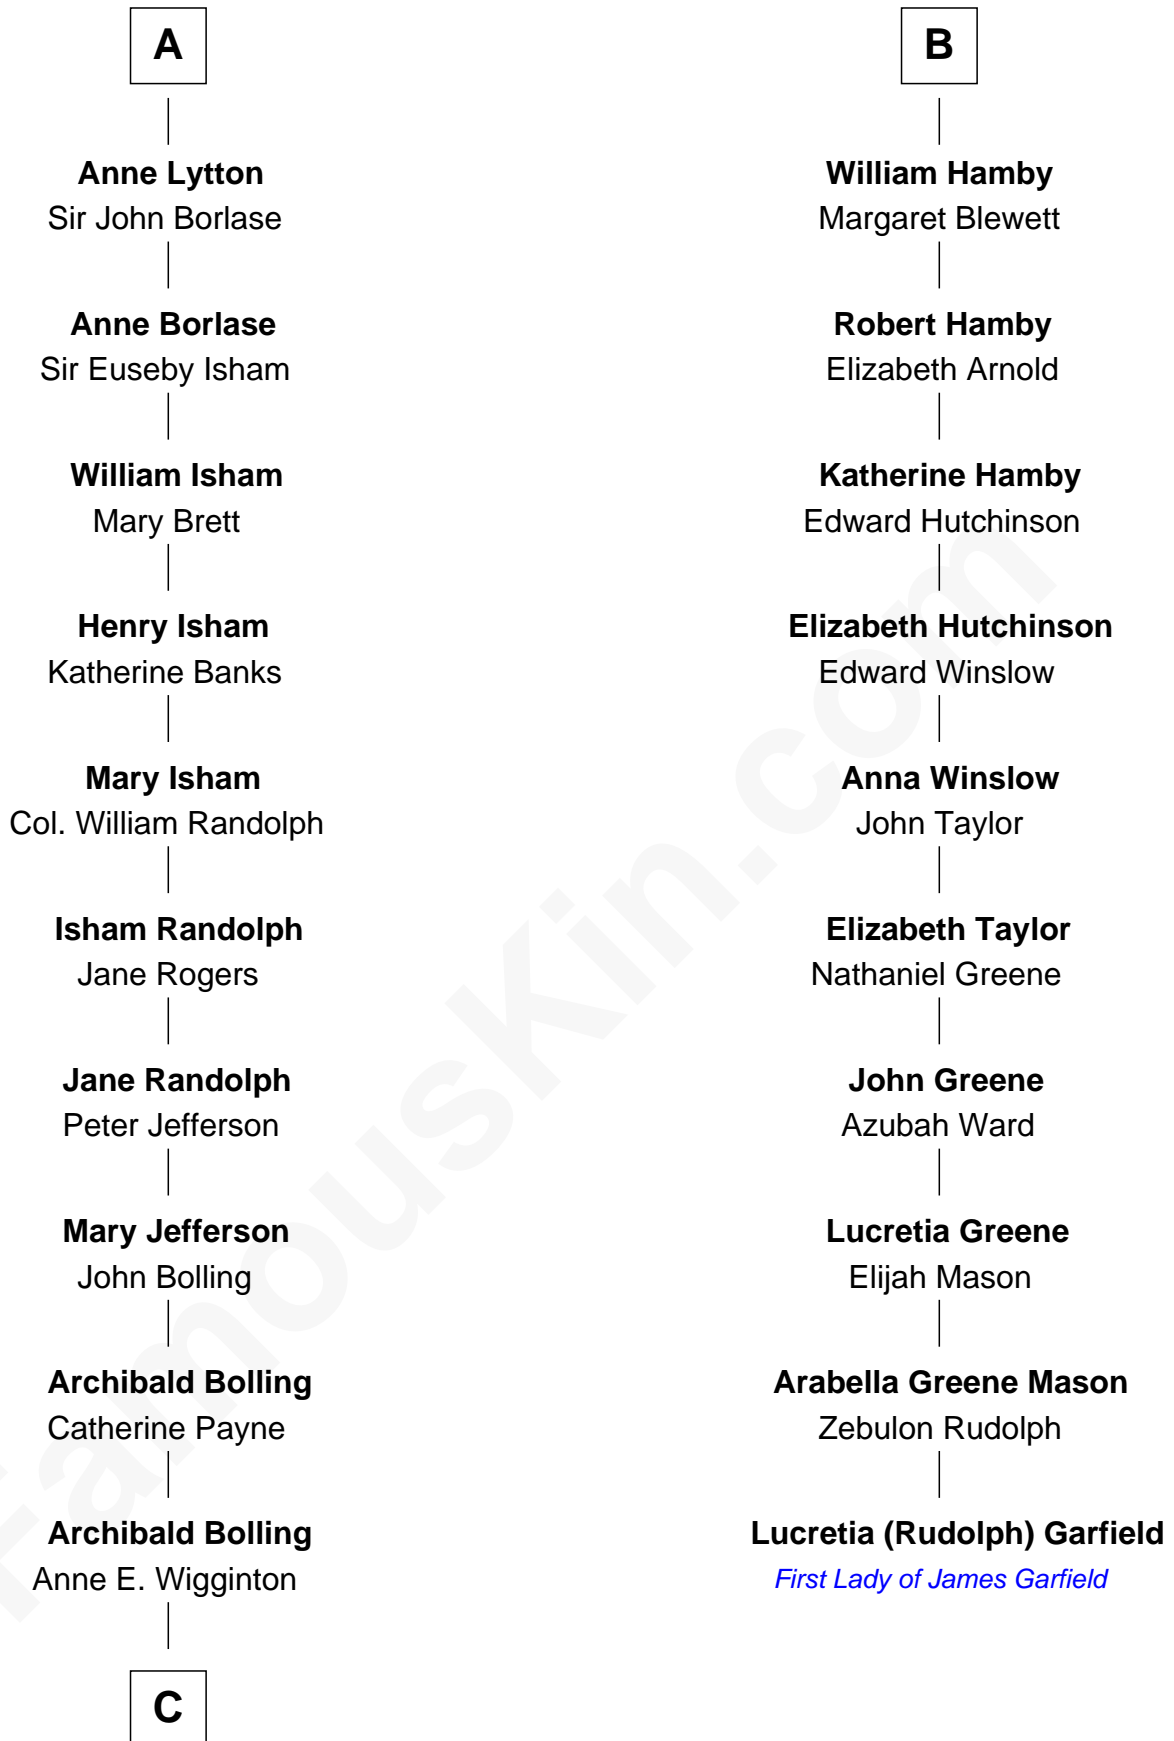 A
Anne Lytton
Sir John Borlase
Anne Borlase
Sir Euseby Isham
William Isham
Mary Brett
Henry Isham
Katherine Banks
Mary Isham
Col. William Randolph
Isham Randolph
Jane Rogers
Jane Randolph
Peter Jefferson
Mary Jefferson
John Bolling
Archibald Bolling
Catherine Payne
Archibald Bolling
Anne E. Wigginton
C
B
William Hamby
Margaret Blewett
Robert Hamby
Elizabeth Arnold
Katherine Hamby
Edward Hutchinson
Elizabeth Hutchinson
Edward Winslow
Anna Winslow
John Taylor
Elizabeth Taylor
Nathaniel Greene
John Greene
Azubah Ward
Lucretia Greene
Elijah Mason
Arabella Greene Mason
Zebulon Rudolph
Lucretia (Rudolph) Garfield
First Lady of James Garfield
FamousKin.com